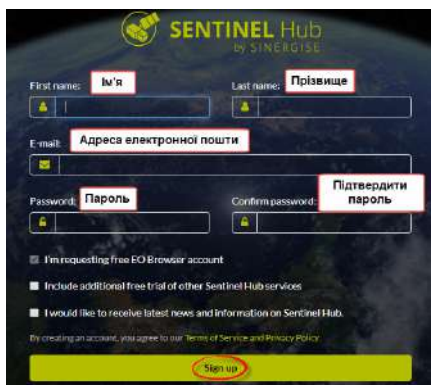 SENTINEL Hub
by SINERGISE
First name: Ім'я
Last name: Прізвище
E-mail: Адреса електронної пошти
Password: Пароль
Confirm password: Підтвердити пароль
I'm requesting free EO Browser account
Include additional free trial of other Sentinel Hub services
I would like to receive latest news and information on Sentinel Hub.
By creating an account, you agree to our Terms of Service and Privacy Policy
Sign up